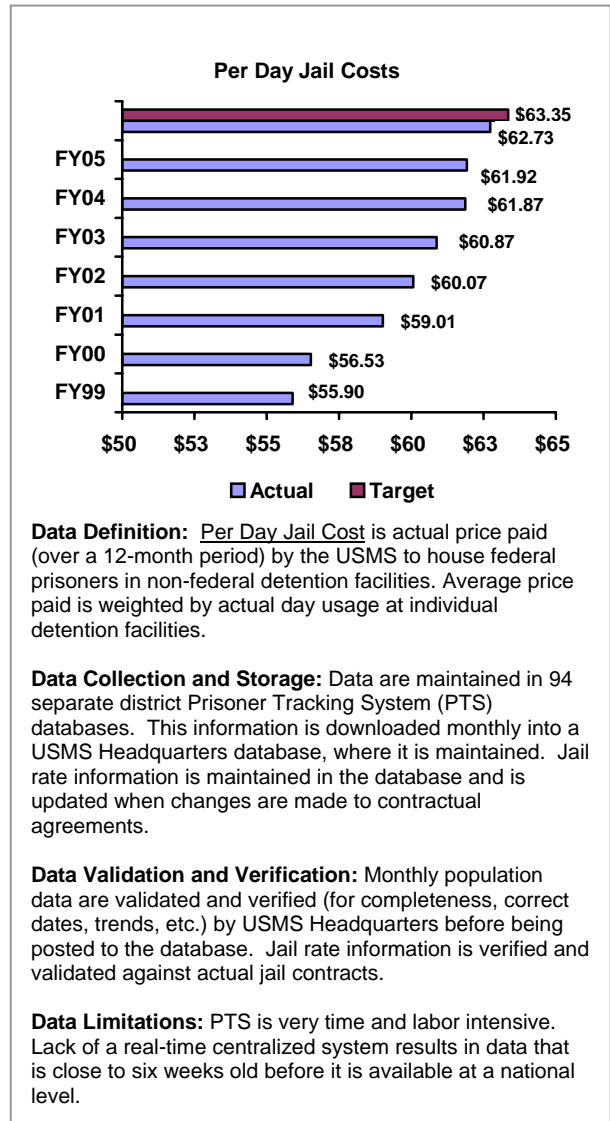 Per Day Jail Costs
$63.35
$62.73
FY05
$61.92
FY04
$61.87
FY03
$60.87
FY02
$60.07
FY01
$59.01
FY00
$56.53
FY99
$55.90
$50 $53 $55 $58 $60 $63 $65
Actual Target
Data Definition: Per Day Jail Cost is actual price paid
(over a 12-month period) by the USMS to house federal
prisoners in non-federal detention facilities. Average price
paid is weighted by actual day usage at individual
detention facilities.
Data Collection and Storage: Data are maintained in 94
separate district Prisoner Tracking System (PTS)
databases. This information is downloaded monthly into a
USMS Headquarters database, where it is maintained. Jail
rate information is maintained in the database and is
updated when changes are made to contractual
agreements.
Data Validation and Verification: Monthly population
data are validated and verified (for completeness, correct
dates, trends, etc.) by USMS Headquarters before being
posted to the database. Jail rate information is verified and
validated against actual jail contracts.
Data Limitations: PTS is very time and labor intensive.
Lack of a real-time centralized system results in data that
is close to six weeks old before it is available at a national
level.